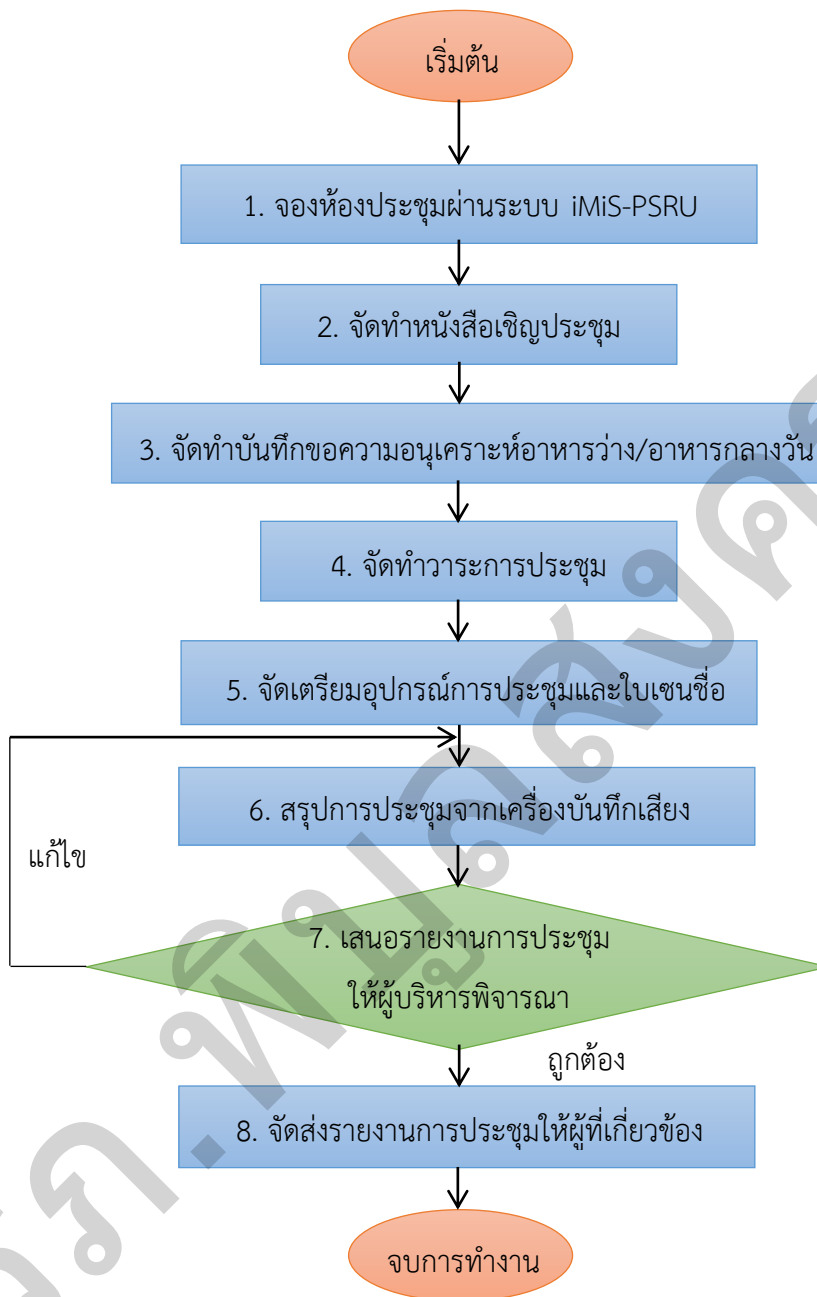 เริ่มต้น
1. จองห้องประชุมผ่านระบบ iMiS-PSRU
2. จัดทำหนังสือเชิญประชุม
3. จัดทำบันทึกขอความอนุเคราะห์อาหารว่าง/อาหารกลางวัน
4. จัดทำวาระการประชุม
5. จัดเตรียมอุปกรณ์การประชุมและใบเซนชื่อ
6. สรุปการประชุมจากเครื่องบันทึกเสียง
แก้ไข
7. เสนอรายงานการประชุม
ให้ผู้บริหารพิจารณา
ถูกต้อง
8. จัดส่งรายงานการประชุมให้ผู้ที่เกี่ยวข้อง
จบการทำงาน